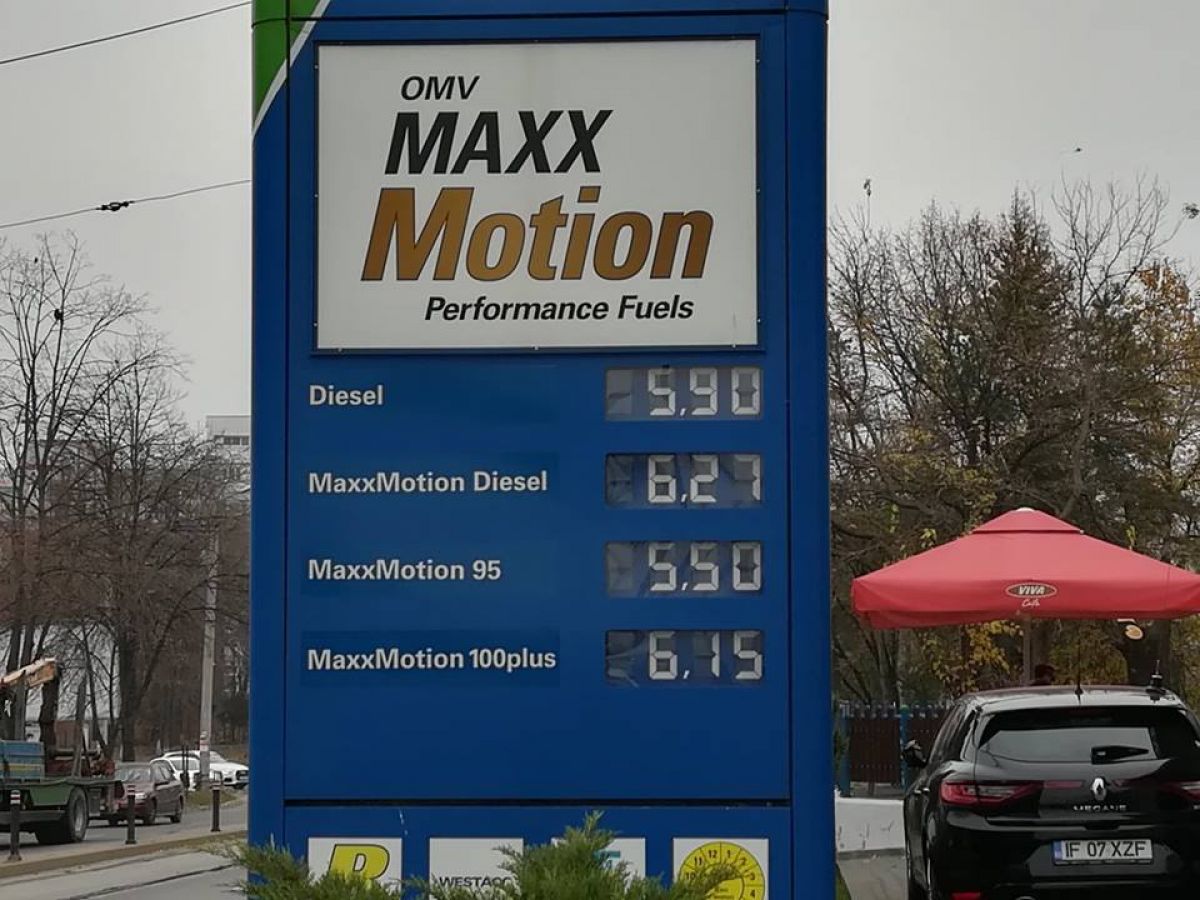 OMV
MAXX
Motion
Performance Fuels
Diesel 5,90
MaxxMotion Diesel 6,27
MaxxMotion 95 5,50
MaxxMotion 100plus 6,15
VIVA
Café
MEGANE
IF 07 XZF